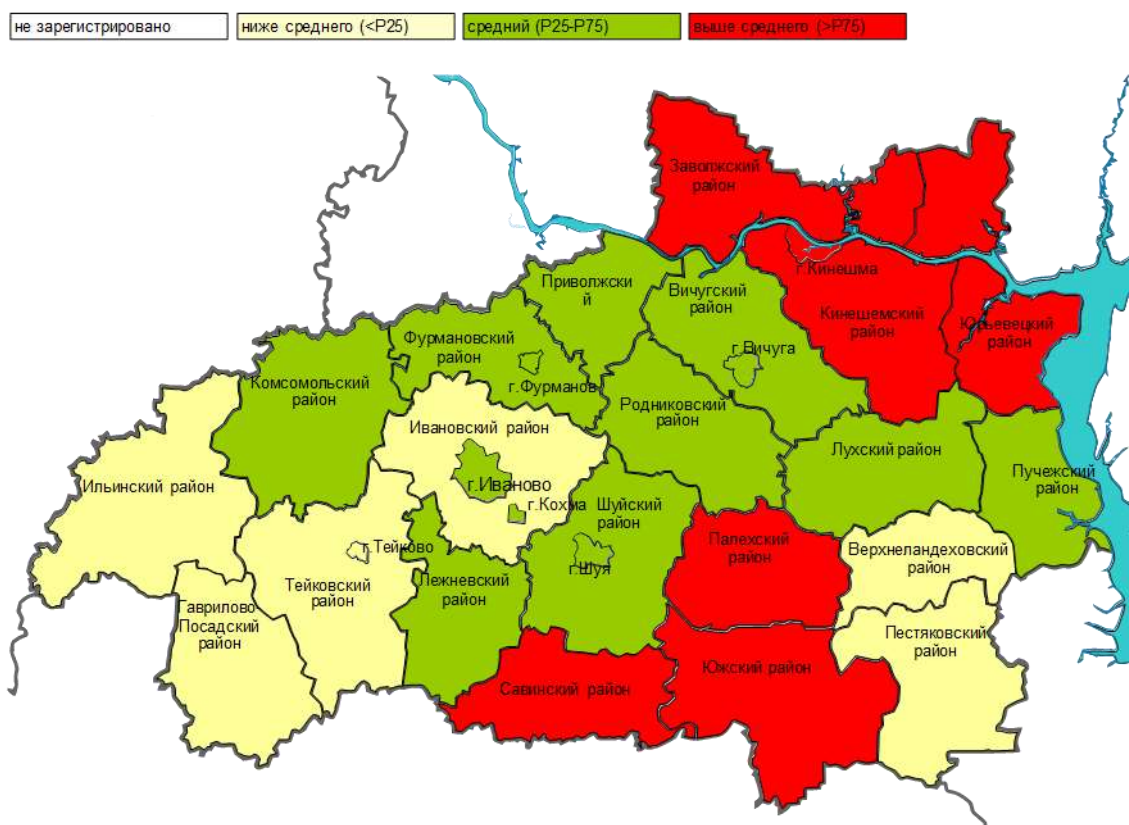 не зарегистрировано
ниже среднего (<P25)
средний (P25-P75)
выше среднего (>P75)
Заволжский
район
г.Кинешма
Приволжски
й
Вичугский
район
Кинешемский
район
Юрьевецкий
район
Фурмановский
район
г.Вичуга
г.Фурманов
Комсомольский
район
Родниковский
район
Ивановский район
Лухский район
Пучежский
район
Ильинский район
г.Иваново
г.Кохма
Шуйский
район
Палехский
район
Верхнеландеховский
район
г.Тейково
г.Шуя
Тейковский
район
Лежневский
район
Гаврилово
Посадский
район
Пестяковский
район
Савинский район
Южский район